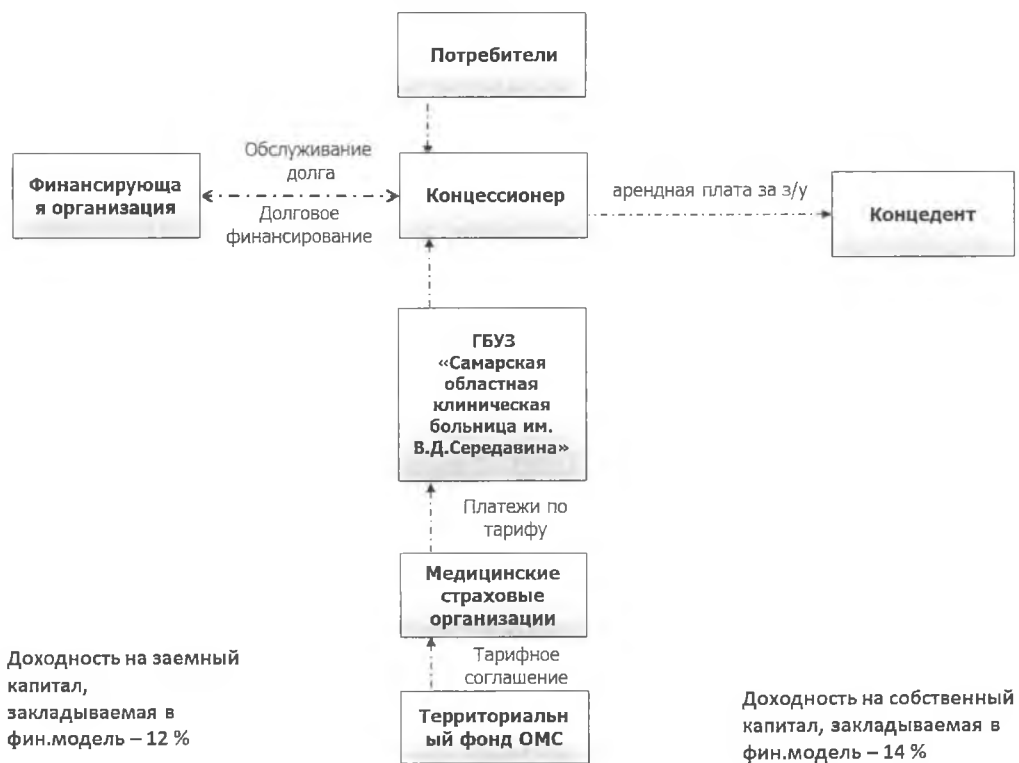 Потребители
Обслуживание
долга
Финансирующа
я организация
Долговое
финансирование
Концессионер
арендная плата за з/у
Концедент
ГБУЗ
«Самарская
областная
клиническая
больница им.
В.Д.Середавина»
Платежи по
тарифу
Медицинские
страховые
организации
Тарифное
соглашение
Территориальн
ый фонд ОМС
Доходность на заемный
капитал,
закладываемая в
фин.модель – 12 %
Доходность на собственный
капитал, закладываемая в
фин.модель – 14 %